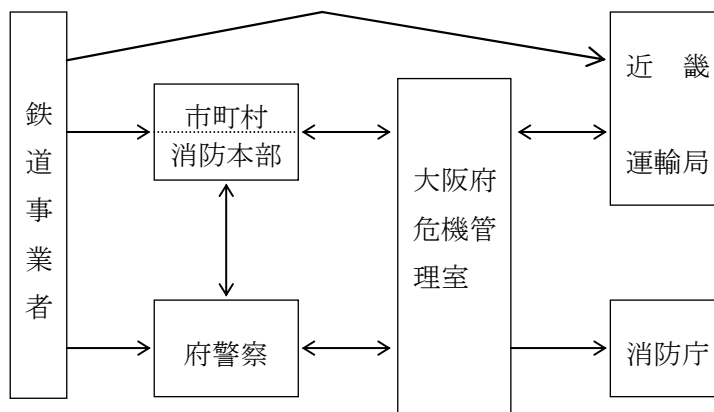 鉄道事業者
市町村
消防本部
府警察
大阪府
危機管
理室
近　畿
運輸局
消防庁